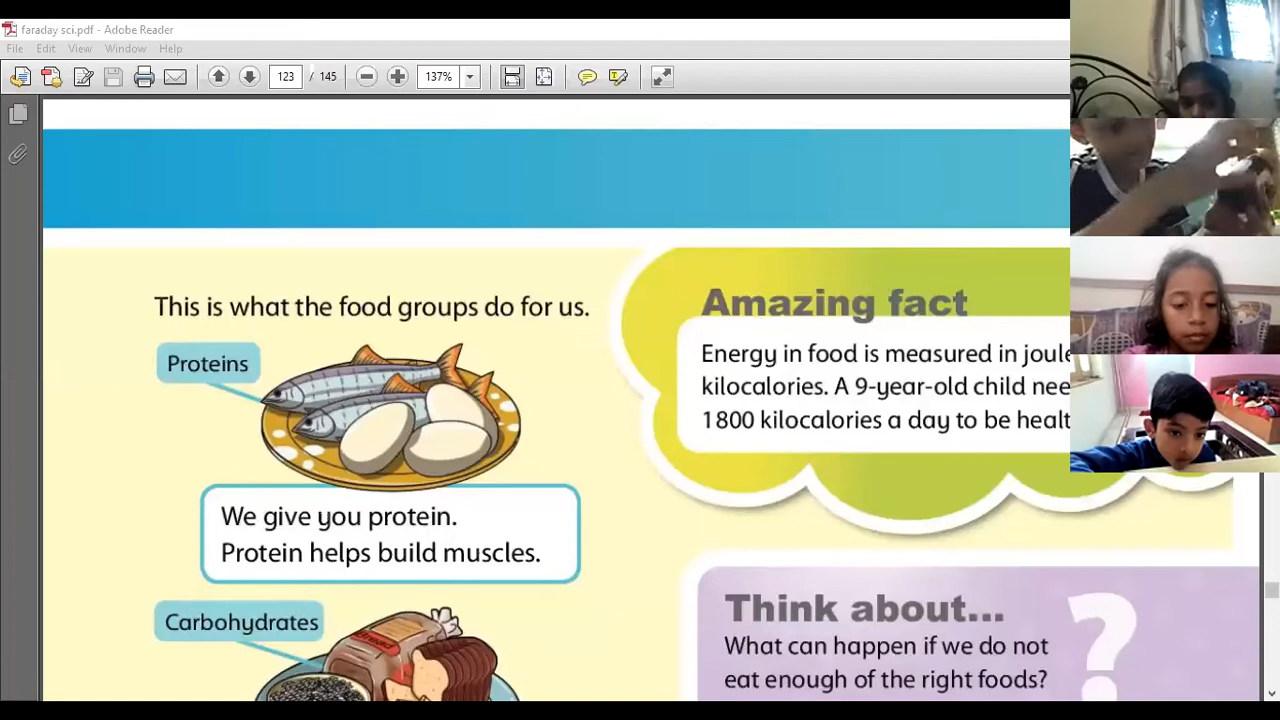 faraday sci.pdf - Adobe Reader
File Edit View Window Help
123 / 145 137%
This is what the food groups do for us.
Proteins
We give you protein.
Protein helps build muscles.
Carbohydrates
Amazing fact
Energy in food is measured in joule
kilocalories. A 9-year-old child nee
1800 kilocalories a day to be healt
Think about...
What can happen if we do not
eat enough of the right foods?
?